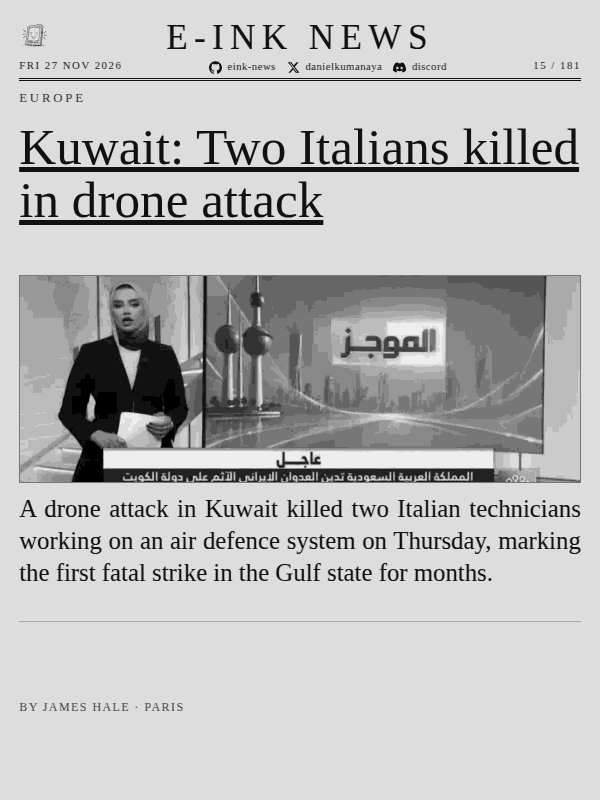 E-INK NEWS
FRI 27 NOV 2026
eink-news
danielkumanaya
discord
15 / 181
EUROPE
Kuwait: Two Italians killed
in drone attack
الموجز
عاجل
المملكة العربية السعودية تدين العدوان الإيراني الآثم على دولة الكويت
A drone attack in Kuwait killed two Italian technicians
working on an air defence system on Thursday, marking
the first fatal strike in the Gulf state for months.
BY JAMES HALE · PARIS